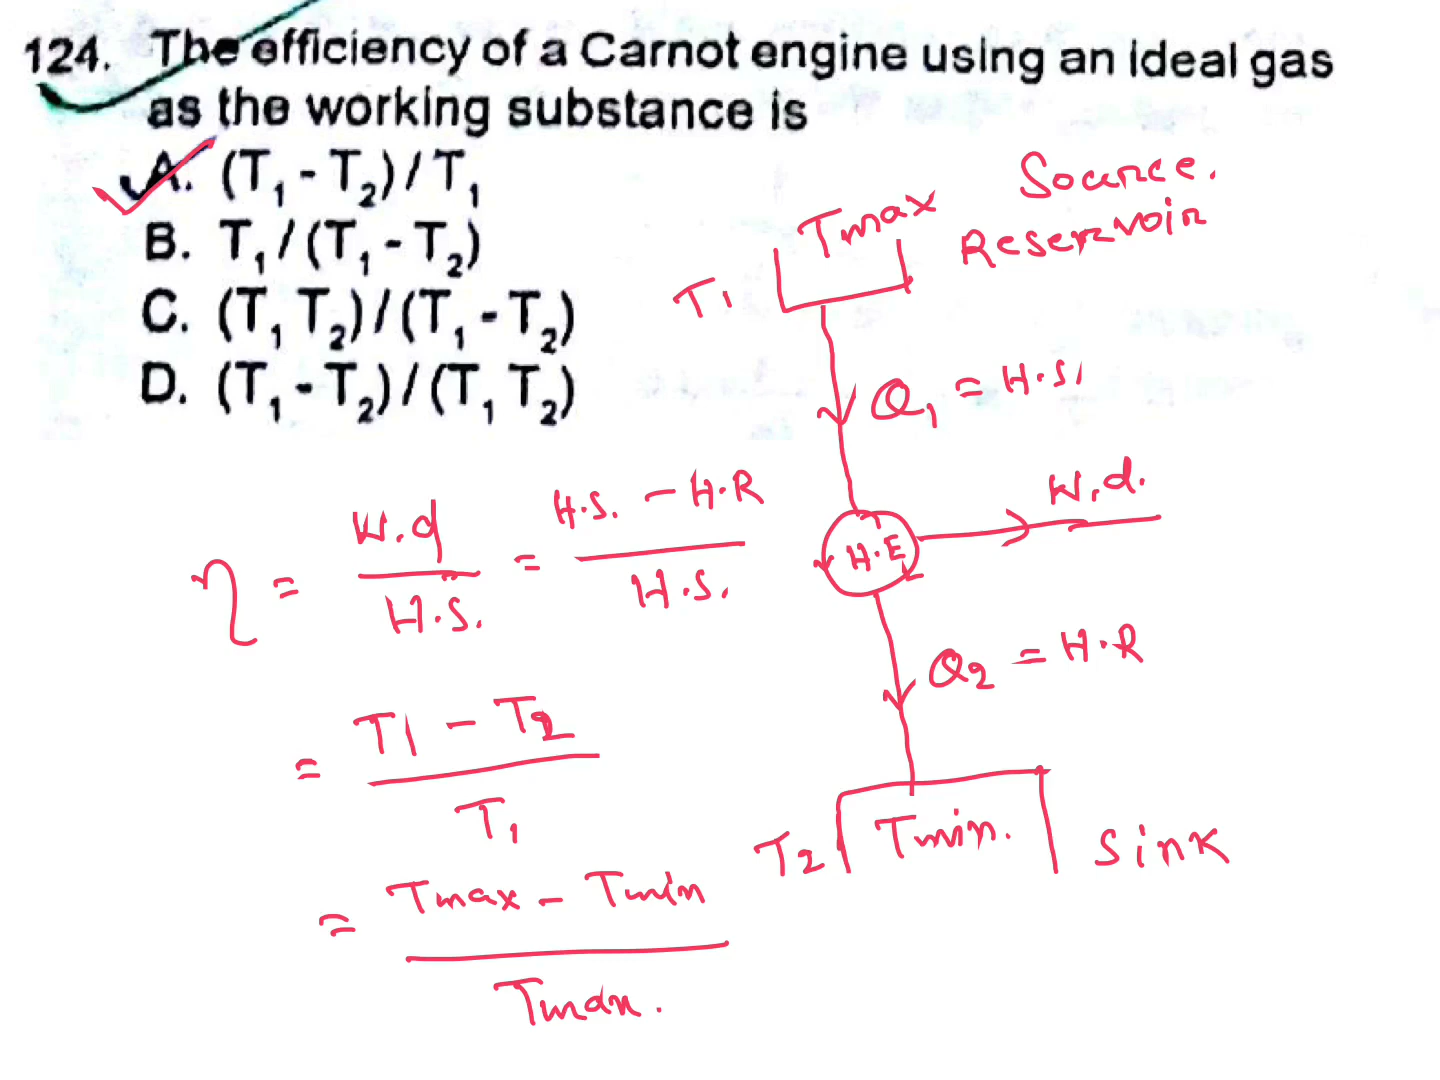 124. The efficiency of a Carnot engine using an ideal gas
as the working substance is
A. (T₁ - T₂) / T₁
B. T₁ / (T₁ - T₂)
C. (T₁ T₂) / (T₁ - T₂)
D. (T₁ - T₂) / (T₁ T₂)
Source.
Reservoir
Tmax
T₁
Q₁ = H.S.
W.d.
H.E
Q₂ = H.R
T₂ Tmin. Sink
η = W.d / H.S. = H.S. - H.R / H.S.
= T1 - T₂ / T₁
= Tmax - Tmin / Tmax.